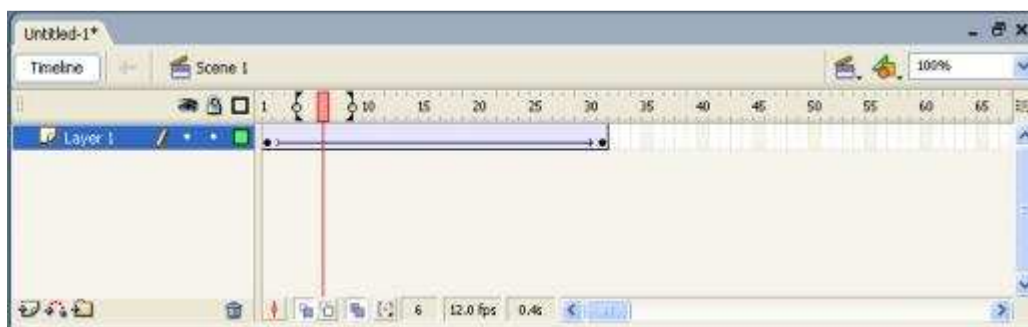 Untitled-1*
Timeline Scene 1 100%
1 10 15 20 25 30 35 40 45 50 55 60 65
Layer 1
6 12.0 fps 0.4s